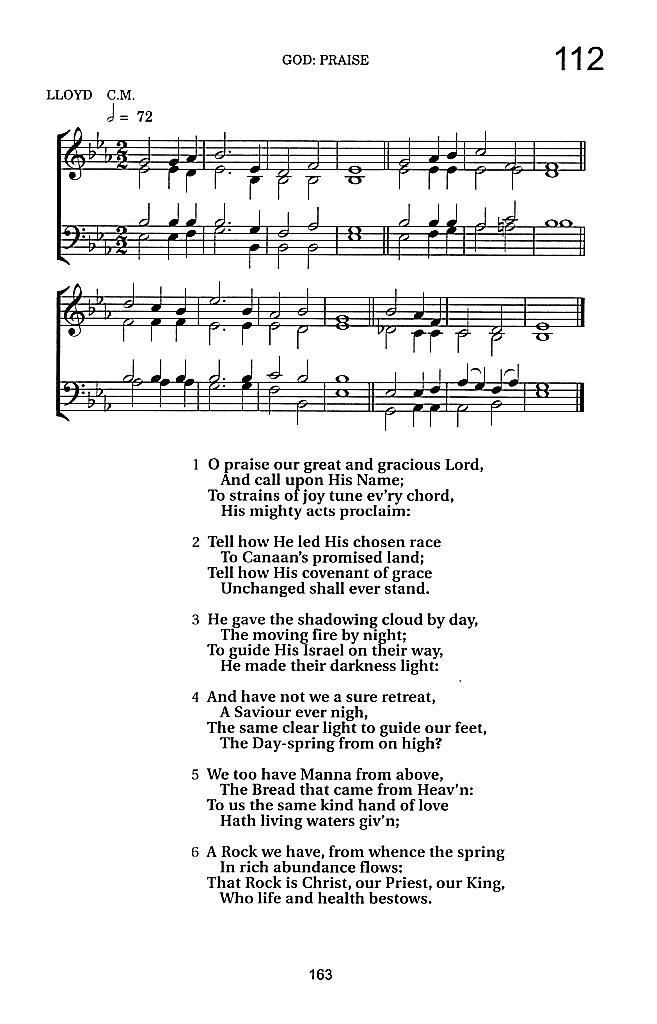 GOD: PRAISE
112
LLOYD C.M.
𝅗𝅥 = 72
1 O praise our great and gracious Lord,
And call upon His Name;
To strains of joy tune ev'ry chord,
His mighty acts proclaim:
2 Tell how He led His chosen race
To Canaan's promised land;
Tell how His covenant of grace
Unchanged shall ever stand.
3 He gave the shadowing cloud by day,
The moving fire by night;
To guide His Israel on their way,
He made their darkness light:
4 And have not we a sure retreat,
A Saviour ever nigh,
The same clear light to guide our feet,
The Day-spring from on high?
5 We too have Manna from above,
The Bread that came from Heav'n:
To us the same kind hand of love
Hath living waters giv'n;
6 A Rock we have, from whence the spring
In rich abundance flows:
That Rock is Christ, our Priest, our King,
Who life and health bestows.
163